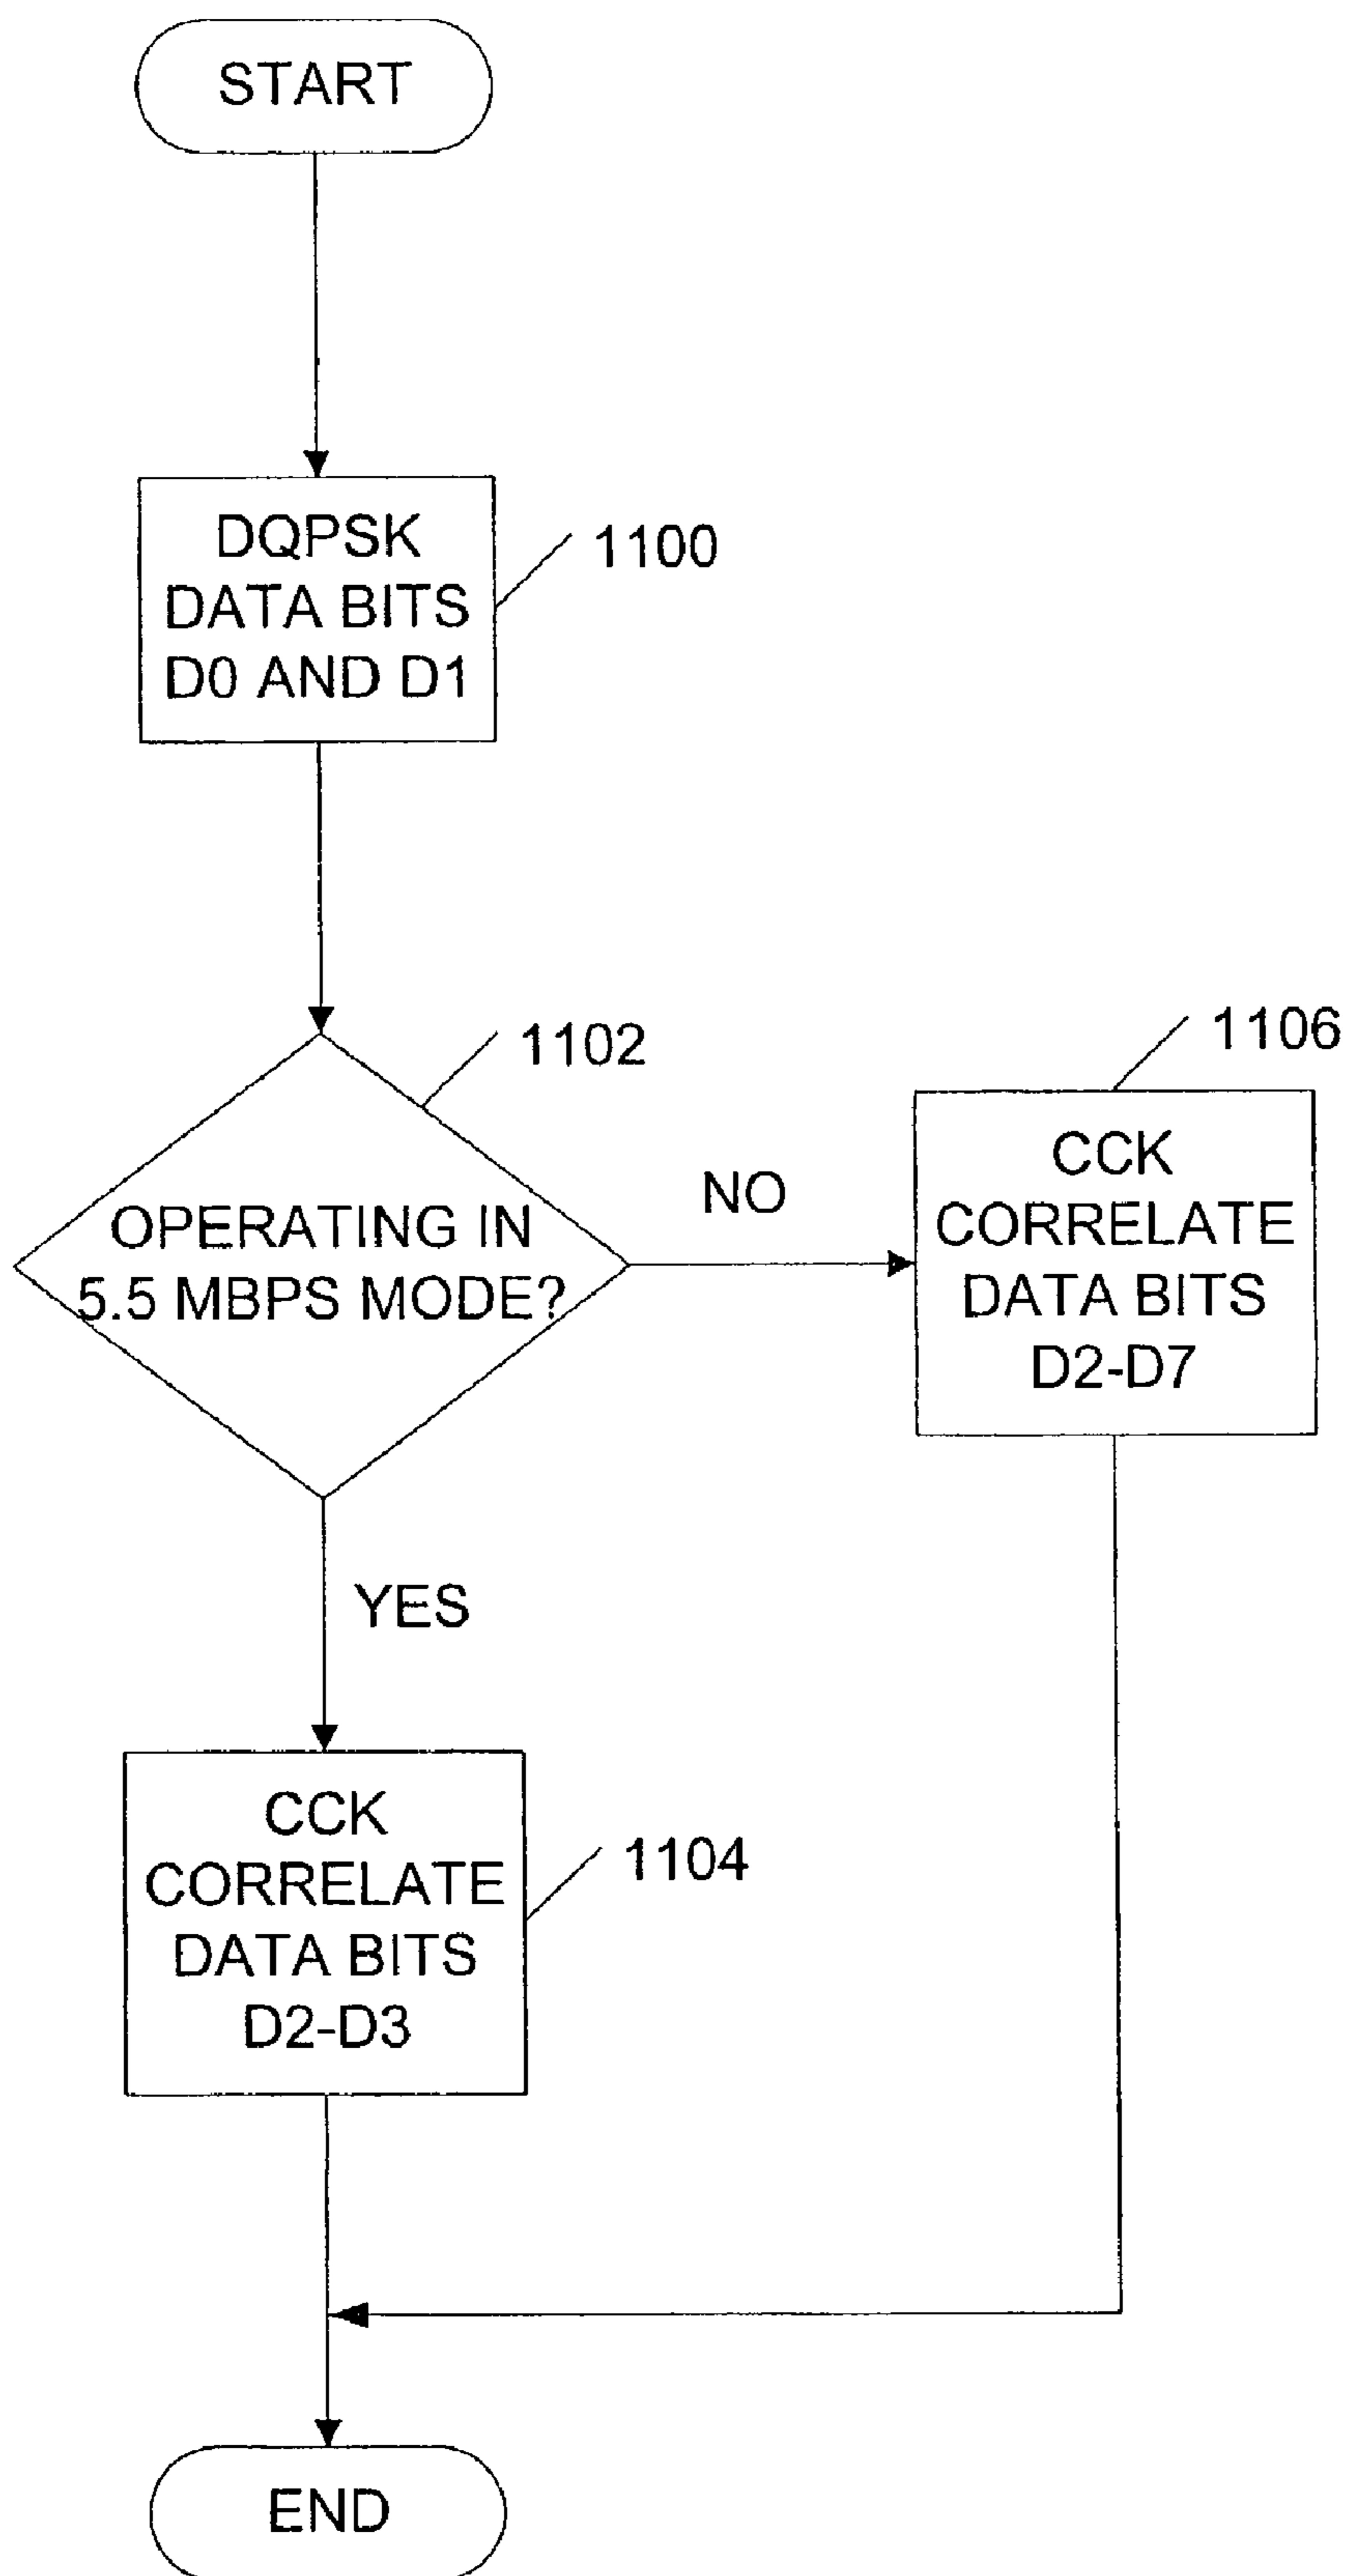 START
DQPSK
DATA BITS
D0 AND D1
1100
1102
OPERATING IN
5.5 MBPS MODE?
NO
1106
CCK
CORRELATE
DATA BITS
D2-D7
YES
CCK
CORRELATE
DATA BITS
D2-D3
1104
END